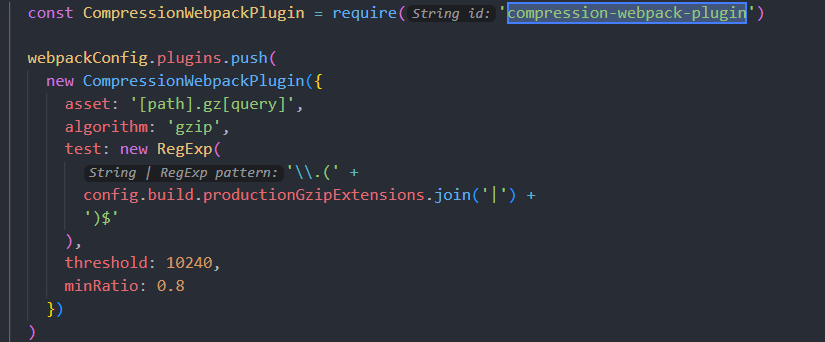 const CompressionWebpackPlugin = require( String id: 'compression-webpack-plugin')
webpackConfig.plugins.push(
new CompressionWebpackPlugin({
asset: '[path].gz[query]',
algorithm: 'gzip',
test: new RegExp(
String | RegExp pattern: '\\.(' +
config.build.productionGzipExtensions.join('|') +
')$'
),
threshold: 10240,
minRatio: 0.8
})
)